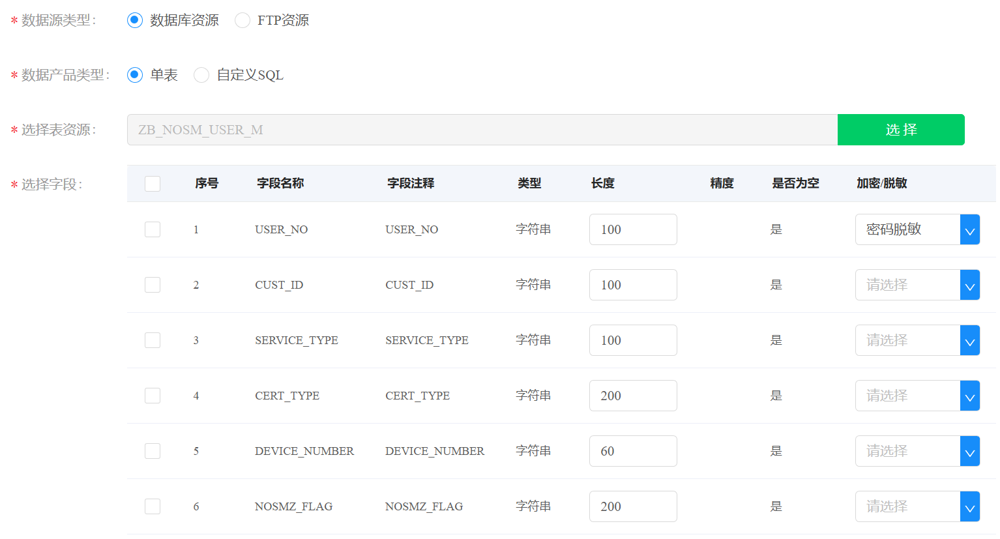 * 数据源类型: 数据库资源 FTP资源
* 数据产品类型: 单表 自定义SQL
* 选择表资源: ZB_NOSM_USER_M 选 择
* 选择字段: 序号 字段名称 字段注释 类型 长度 精度 是否为空 加密/脱敏
1 USER_NO USER_NO 字符串 100 是 密码脱敏
2 CUST_ID CUST_ID 字符串 100 是 请选择
3 SERVICE_TYPE SERVICE_TYPE 字符串 100 是 请选择
4 CERT_TYPE CERT_TYPE 字符串 200 是 请选择
5 DEVICE_NUMBER DEVICE_NUMBER 字符串 60 是 请选择
6 NOSMZ_FLAG NOSMZ_FLAG 字符串 200 是 请选择